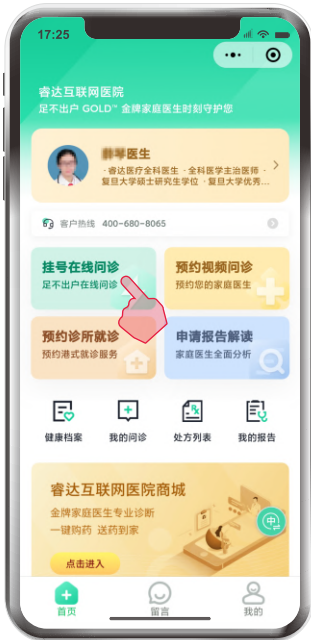 17:25
睿达互联网医院
足不出户 GOLD™ 金牌家庭医生时刻守护您
医生
· 睿达医疗全科医生 · 全科医学主治医师 ·
复旦大学硕士研究生学位 · 复旦大学优秀...
客户热线 400-680-8065
挂号在线问诊
足不出户在线问诊
预约视频问诊
预约您的家庭医生
预约诊所就诊
预约港式就诊服务
申请报告解读
家庭医生全面分析
健康档案
我的问诊
处方列表
我的报告
睿达互联网医院商城
金牌家庭医生专业诊断
一键购药 送药到家
点击进入
中
首页
留言
我的